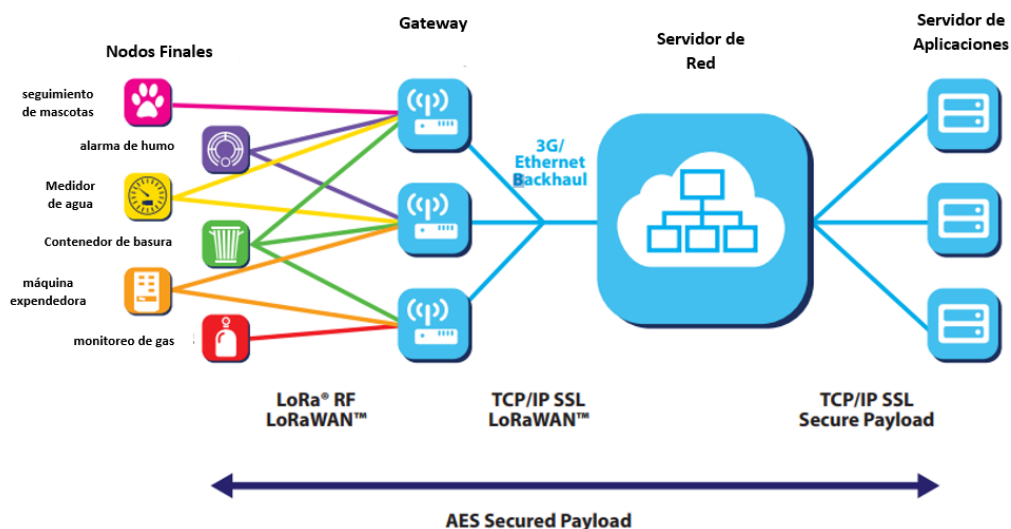 Nodos Finales
Gateway
Servidor de
Red
Servidor de
Aplicaciones
seguimiento
de mascotas
alarma de humo
Medidor
de agua
Contenedor de basura
máquina
expendedora
monitoreo de gas
3G/
Ethernet
Backhaul
LoRa® RF
LoRaWAN™
TCP/IP SSL
LoRaWAN™
TCP/IP SSL
Secure Payload
AES Secured Payload